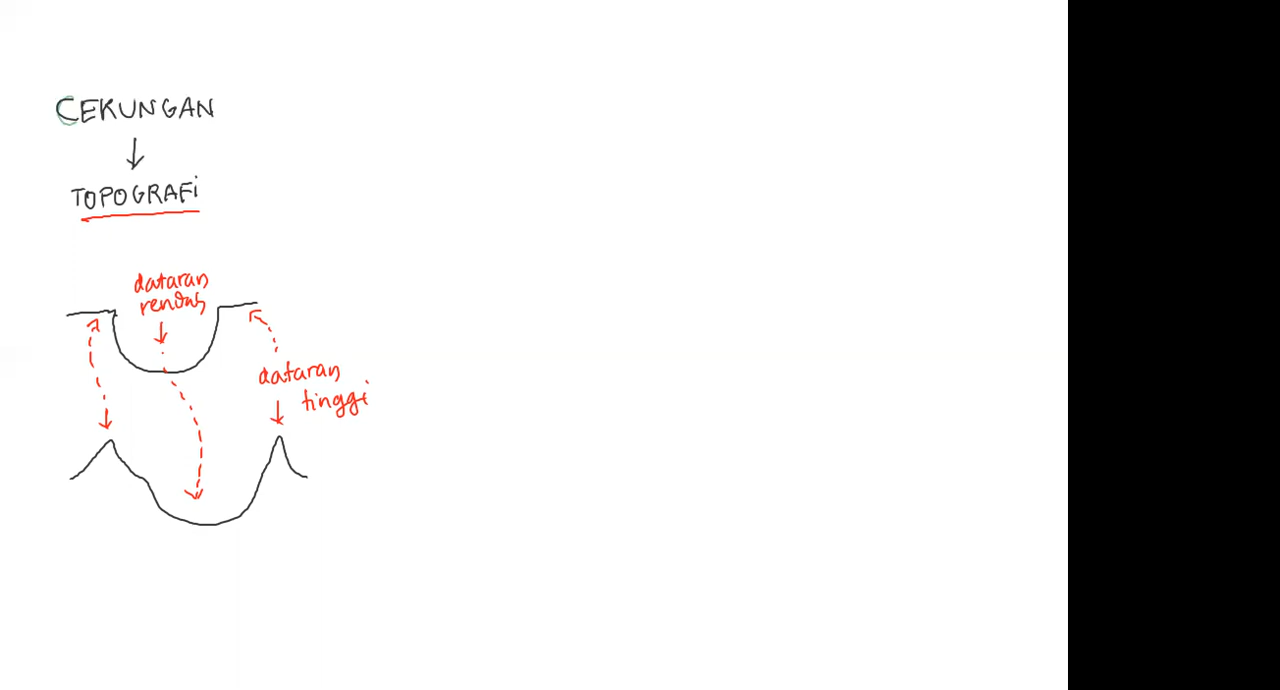 CEKUNGAN
TOPOGRAFi
dataran
rendah
dataran
tinggi